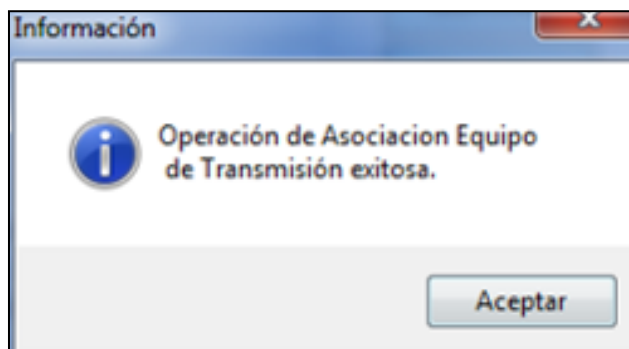 Información
Operación de Asociacion Equipo
de Transmisión exitosa.
Aceptar